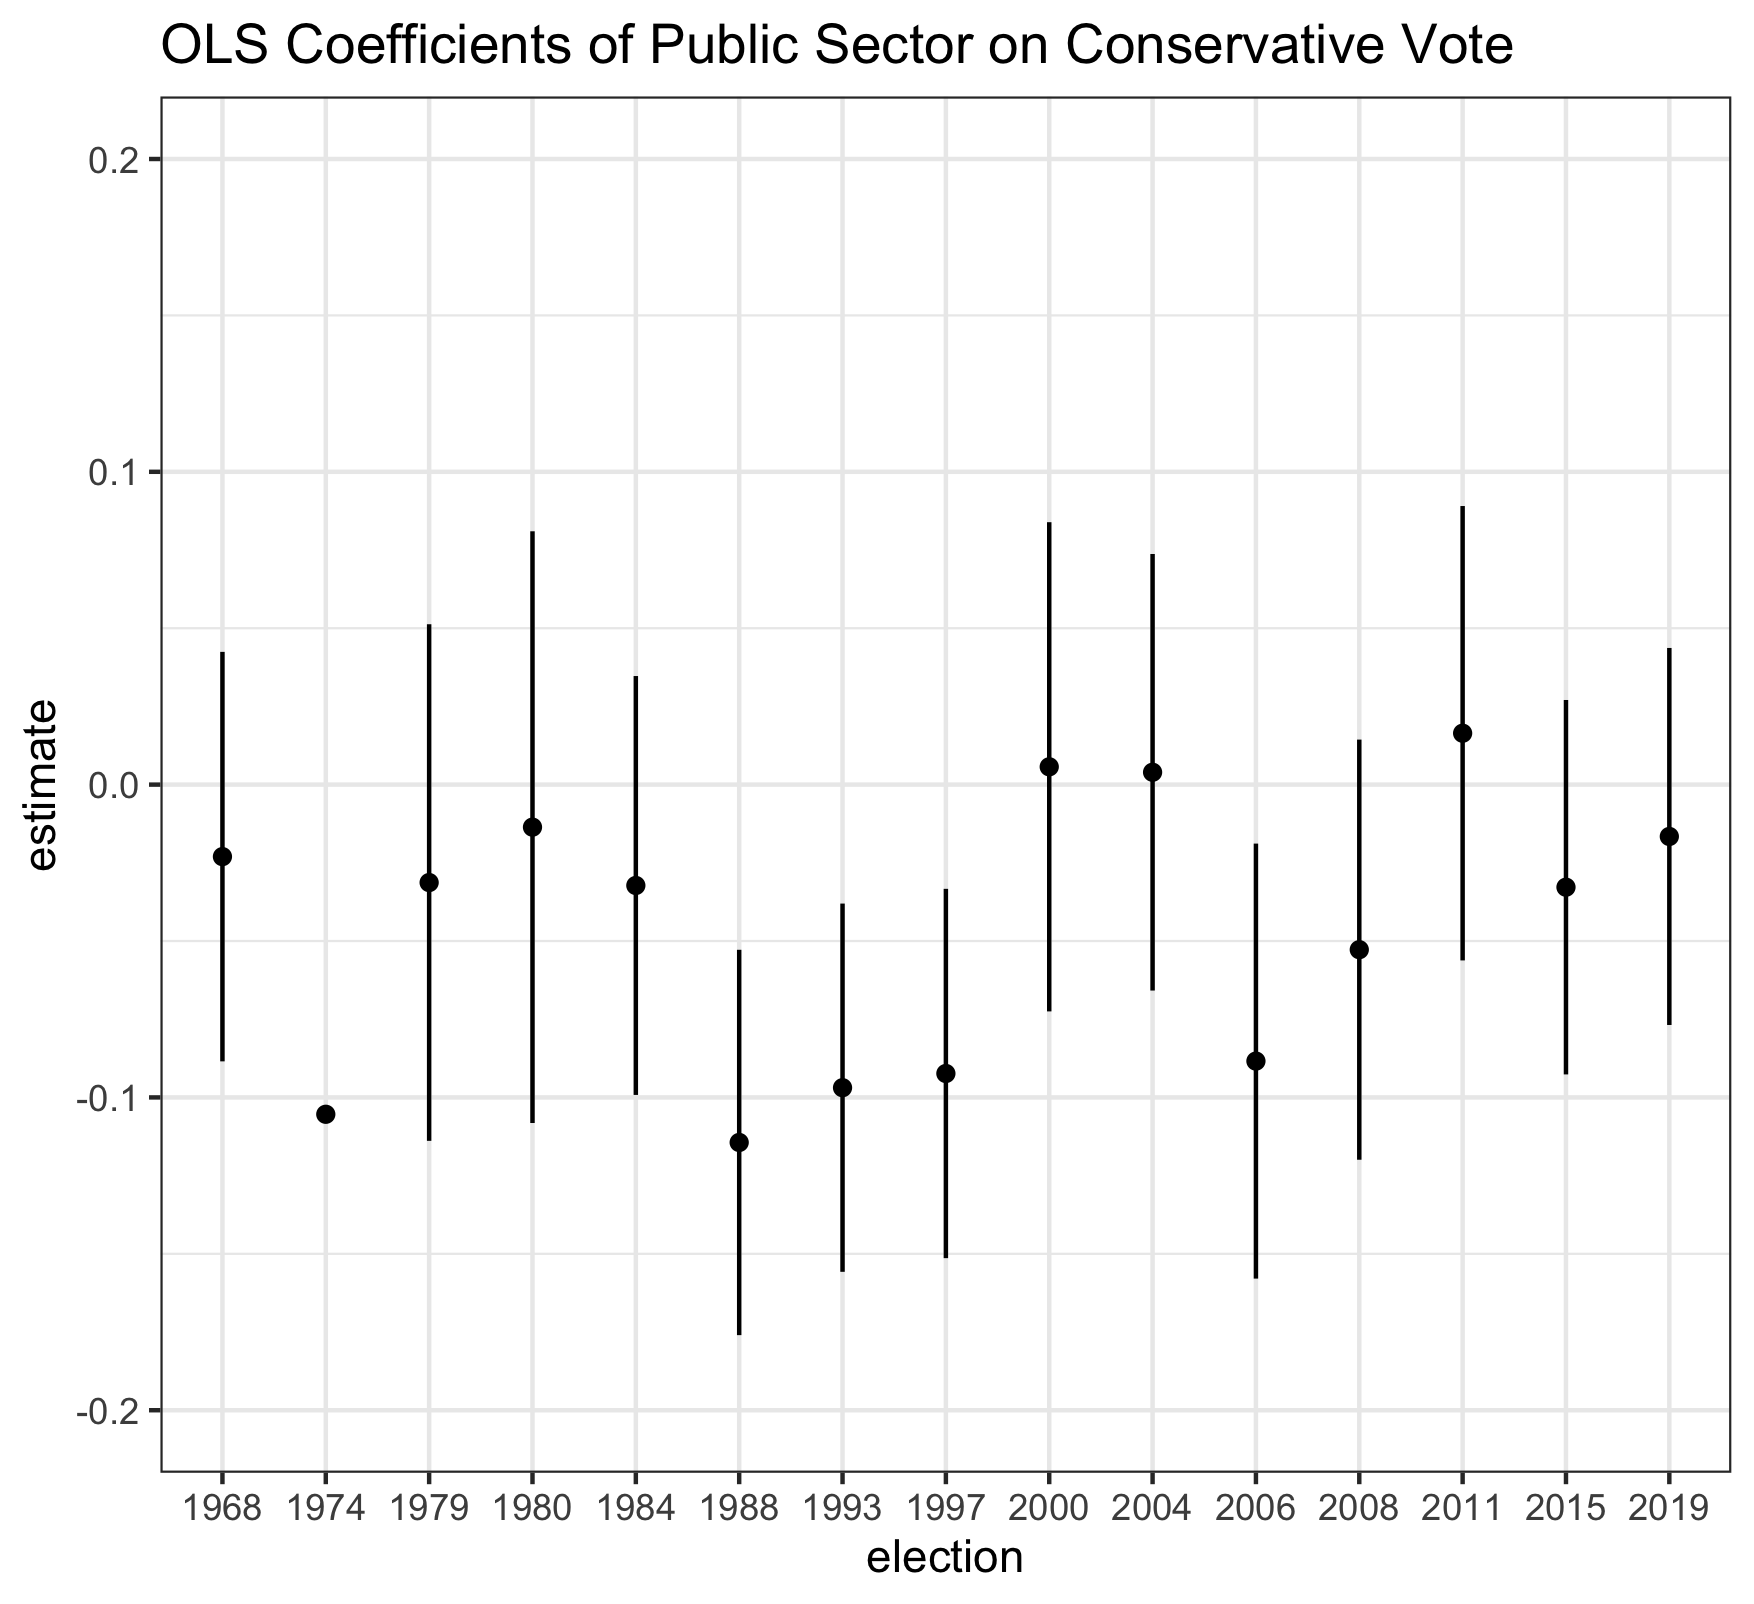 OLS Coefficients of Public Sector on Conservative Vote
0.2
0.1
0.0
-0.1
-0.2
estimate
1968 1974 1979 1980 1984 1988 1993 1997 2000 2004 2006 2008 2011 2015 2019
election